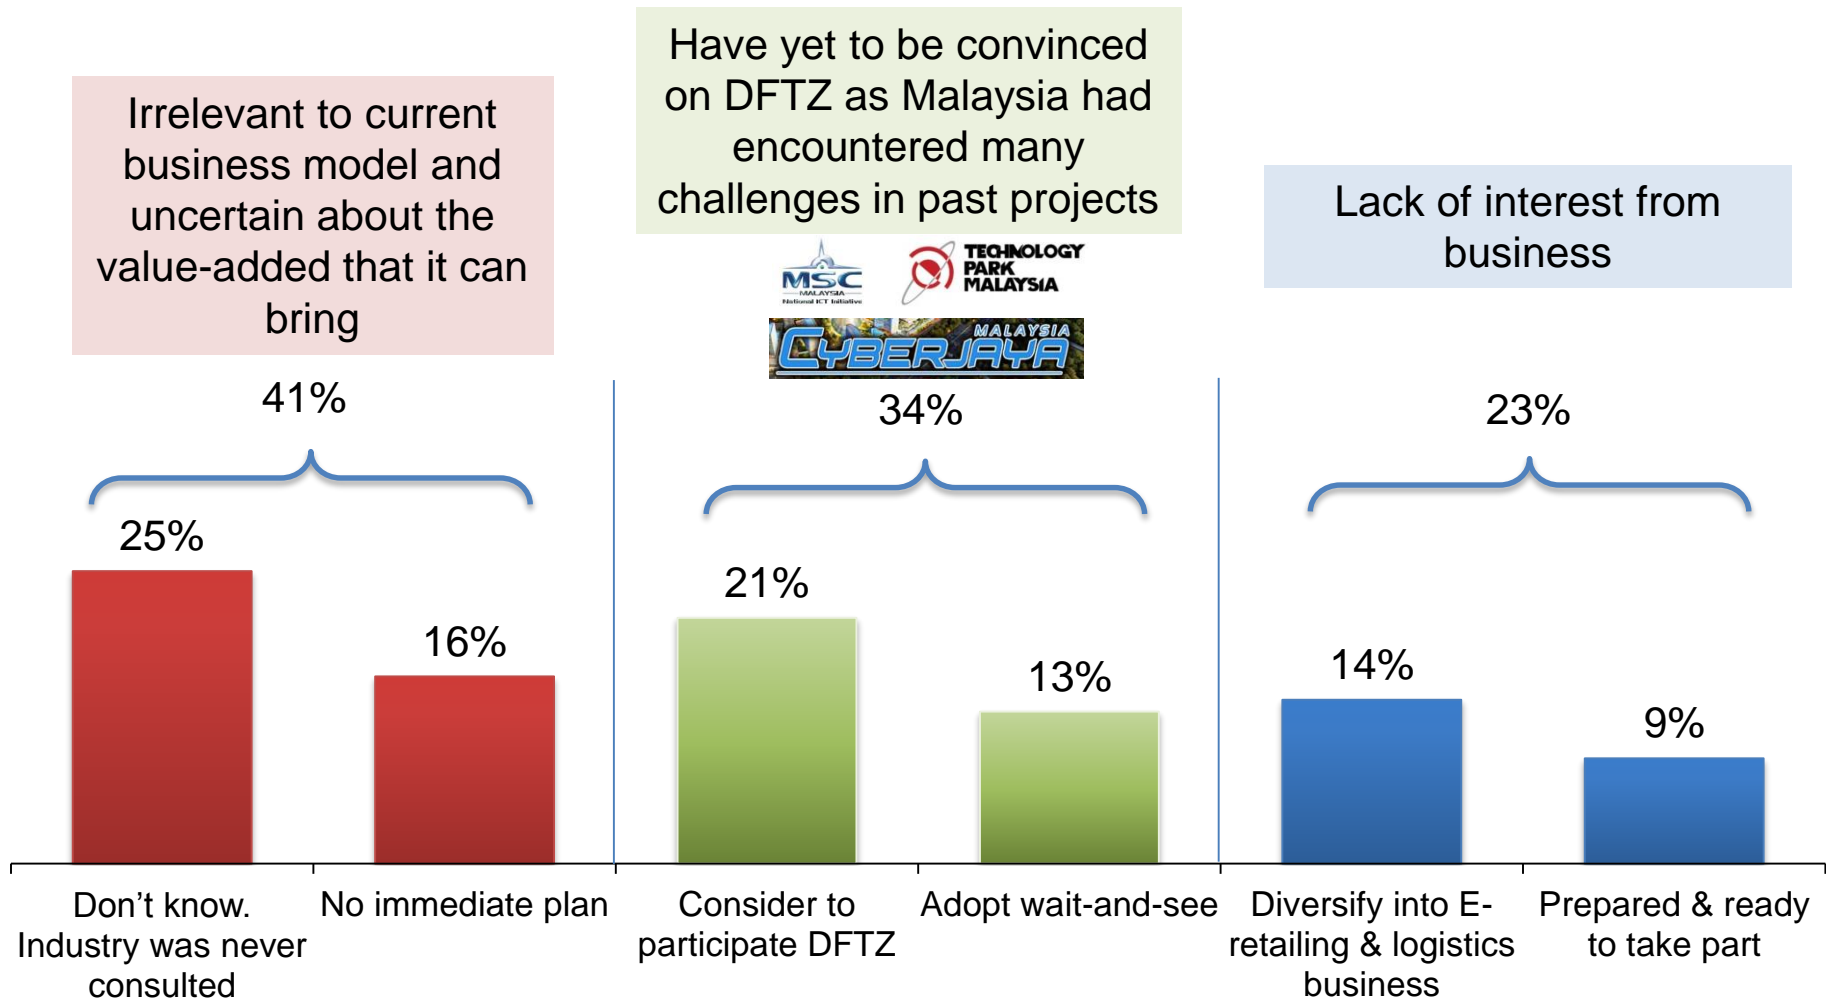 Irrelevant to current
business model and
uncertain about the
value-added that it can
bring
Have yet to be convinced
on DFTZ as Malaysia had
encountered many
challenges in past projects
MSC
MALAYSIA
National ICT Initiative
TECHNOLOGY
PARK
MALAYSIA
MALAYSIA
CYBERJAYA
Lack of interest from
business
41%
34%
23%
25%
16%
21%
13%
14%
9%
Don’t know.
Industry was never
consulted
No immediate plan
Consider to
participate DFTZ
Adopt wait-and-see
Diversify into E-
retailing & logistics
business
Prepared & ready
to take part